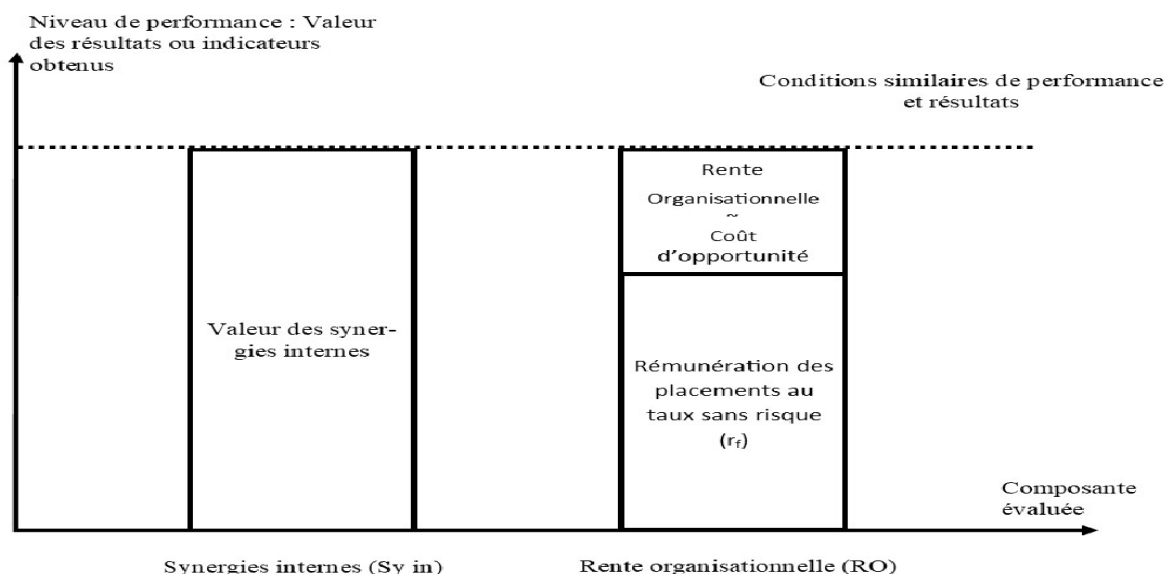 Niveau de performance : Valeur
des résultats ou indicateurs
obtenus
Conditions similaires de performance
et résultats
Rente
Organisationnelle
~
Coût
d'opportunité
Valeur des syner-
gies internes
Rémunération des
placements au
taux sans risque
(rf)
Composante
évaluée
Synergies internes (Sy in)
Rente organisationnelle (RO)